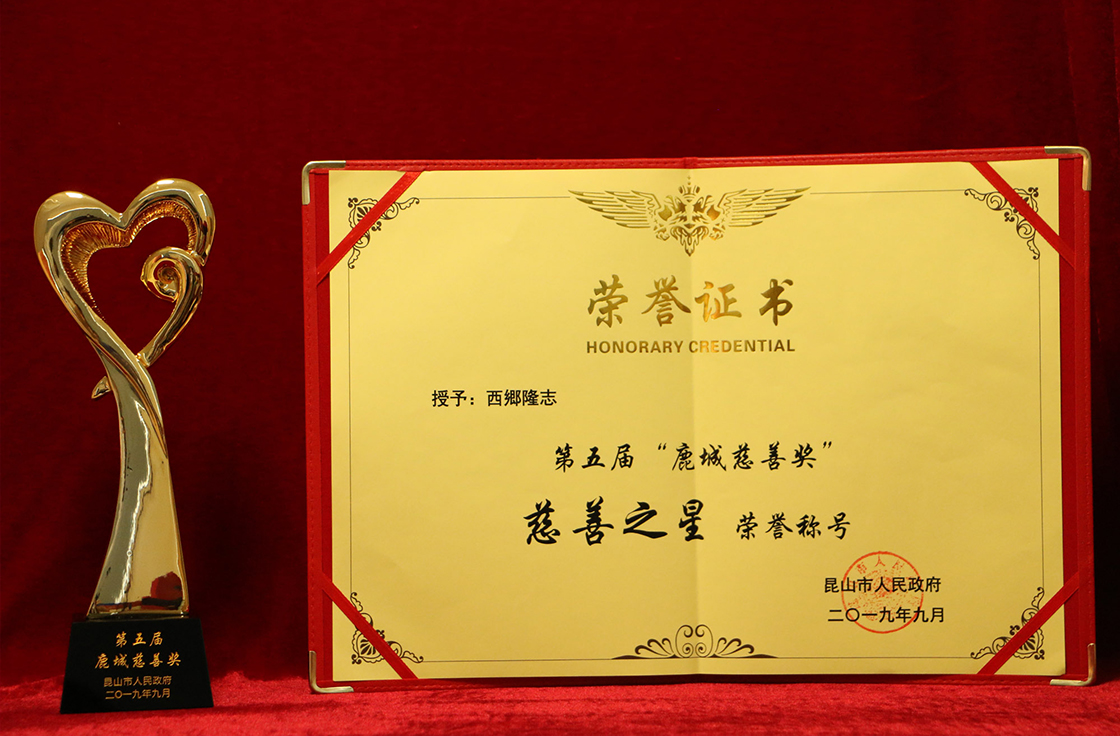 第五届
鹿城慈善奖
昆山市人民政府
二〇一九年九月
荣誉证书
HONORARY CREDENTIAL
授予：西鄉隆志
第五届“鹿城慈善奖”
慈善之星 荣誉称号
昆山市人民政府
二〇一九年九月